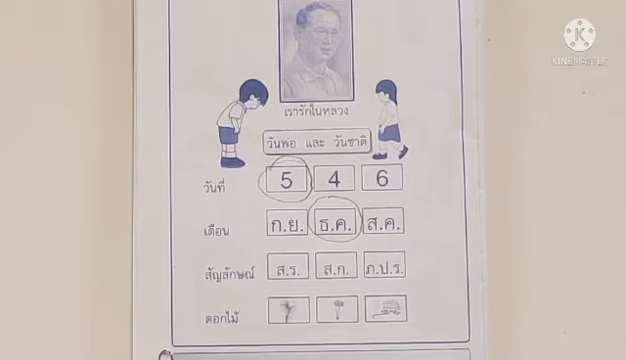 K
KINEMASTER
เรารักในหลวง
วันพ่อ และ วันชาติ
วันที่ 5 4 6
เดือน ก.ย. ธ.ค. ส.ค.
สัญลักษณ์ ส.ร. ส.ก. ภ.ป.ร.
ดอกไม้